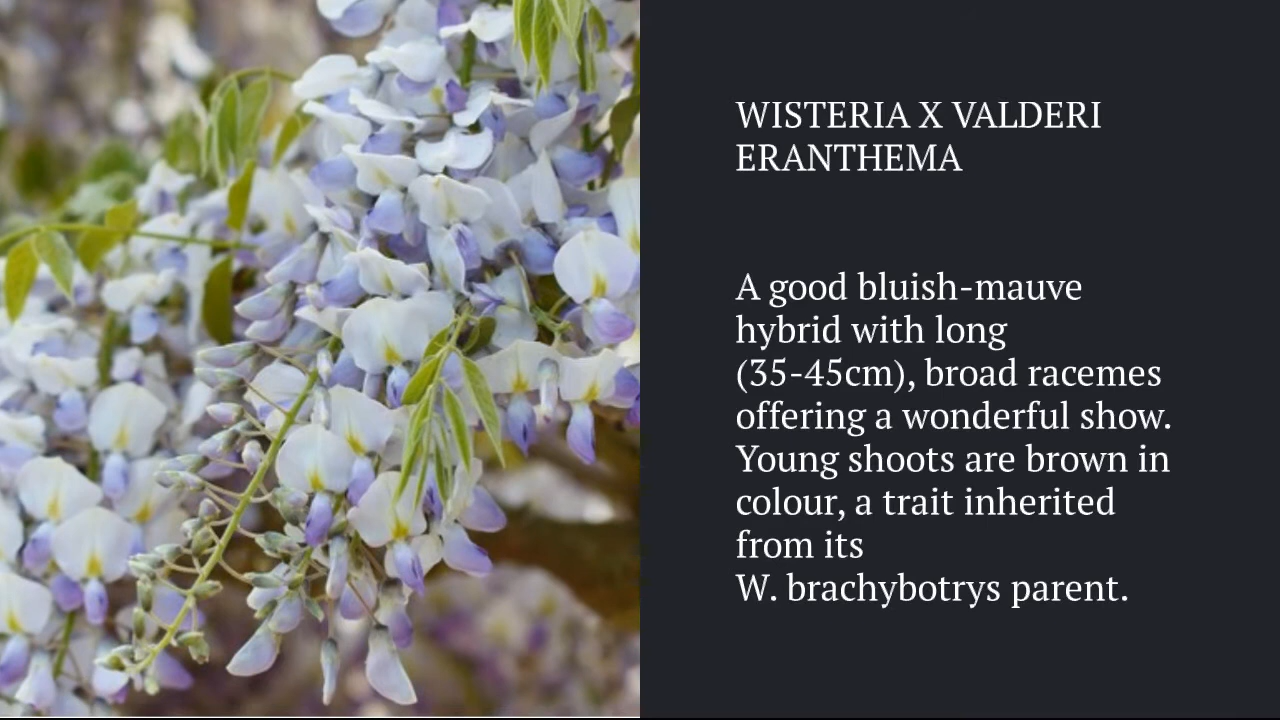 WISTERIA X VALDERI
ERANTHEMA
A good bluish-mauve
hybrid with long
(35-45cm), broad racemes
offering a wonderful show.
Young shoots are brown in
colour, a trait inherited
from its
W. brachybotrys parent.